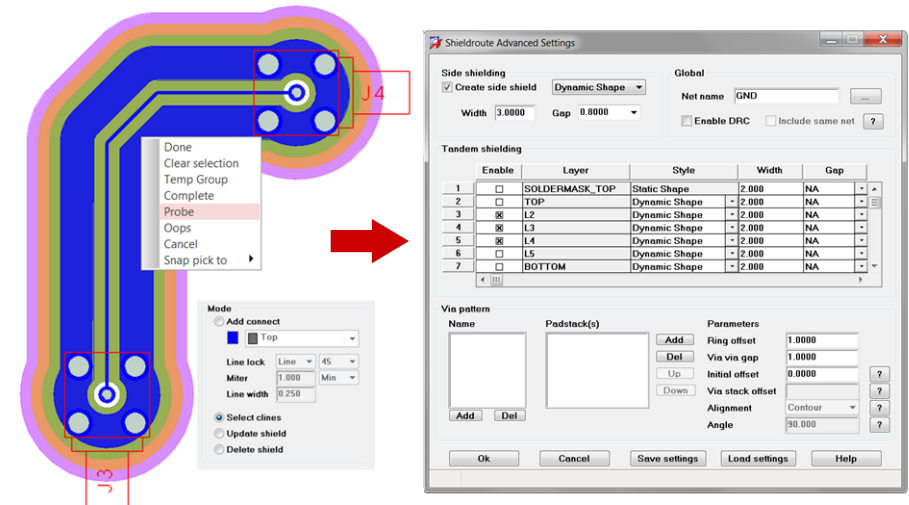 J4
Done
Clear selection
Temp Group
Complete
Probe
Oops
Cancel
Snap pick to
J3
Mode
Add connect
Top
Line lock Line 45
Miter 1.000 Min
Line width 0.250
Select clines
Update shield
Delete shield
Shieldroute Advanced Settings
Side shielding
Create side shield Dynamic Shape
Width 3.0000 Gap 0.8000
Global
Net name GND ...
Enable DRC Include same net ?
Tandem shielding
Enable Layer Style Width Gap
1 SOLDERMASK_TOP Static Shape 2.000 NA
2 TOP Dynamic Shape 2.000 NA
3 L2 Dynamic Shape 2.000 NA
4 L3 Dynamic Shape 2.000 NA
5 L4 Dynamic Shape 2.000 NA
6 L5 Dynamic Shape 2.000 NA
7 BOTTOM Dynamic Shape 2.000 NA
Via pattern
Name Padstack(s) Parameters
Add Ring offset 1.0000
Del Via via gap 1.0000
Up Initial offset 0.0000 ?
Down Via stack offset ?
Alignment Contour ?
Add Del Angle 90.000 ?
Ok Cancel Save settings Load settings Help